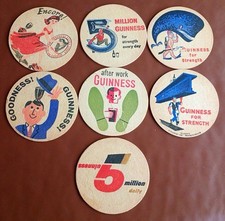 Encore
5
MILLION
GUINNESS
for
strength
every day
GUINNESS
for
Strength
GOODNESS!
GUINNESS!
after work
GUINNESS
GUINNESS
FOR
STRENGTH
5
million
daily